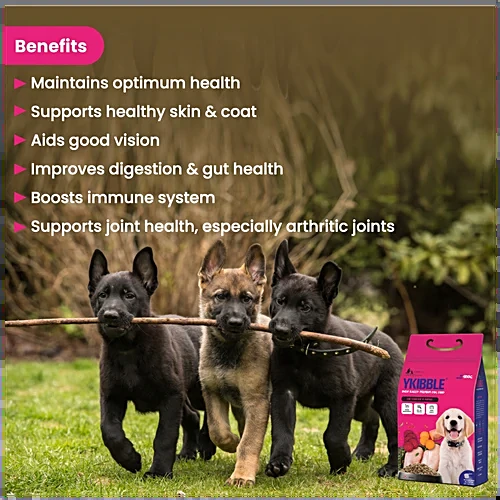 Benefits
Maintains optimum health
Supports healthy skin & coat
Aids good vision
Improves digestion & gut health
Boosts immune system
Supports joint health, especially arthritic joints
YKIBBLE